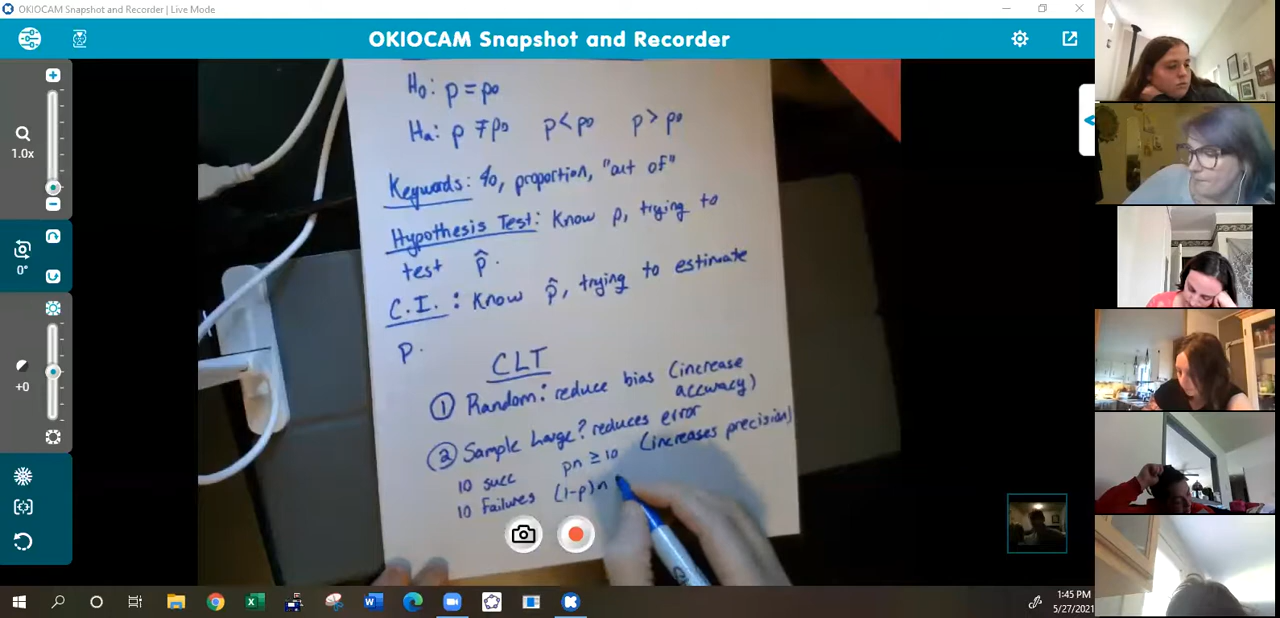 OKIOCAM Snapshot and Recorder | Live Mode
OKIOCAM Snapshot and Recorder
1.0x
0°
+0
H0: p = p0
Ha: p ≠ p0 p < p0 p > p0
Keywords: %, proportion, "out of"
Hypothesis Test: Know p, trying to
test p̂.
C.I.: Know p̂, trying to estimate
p.
CLT
① Random: reduce bias (increase
accuracy)
② Sample Large? reduces error
(increases precision)
10 succ pn ≥ 10
10 Failures (1-p)n
1:45 PM
5/27/2021